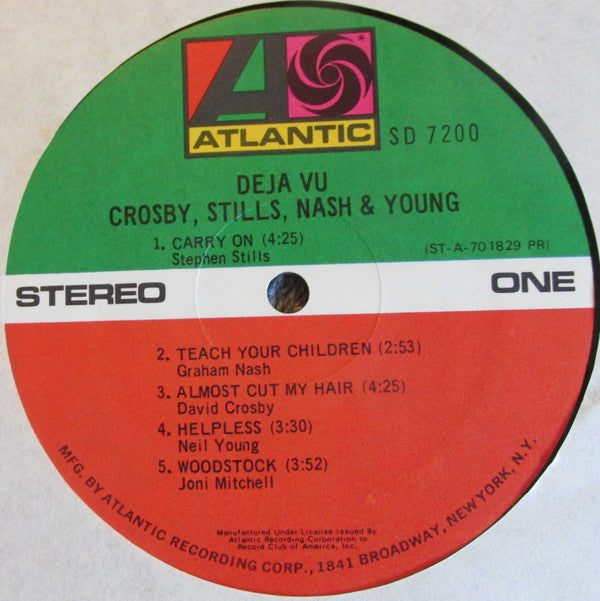 ATLANTIC
SD 7200
DEJA VU
CROSBY, STILLS, NASH & YOUNG
1. CARRY ON (4:25)
Stephen Stills
(ST-A-701829 PR)
STEREO
ONE
2. TEACH YOUR CHILDREN (2:53)
Graham Nash
3. ALMOST CUT MY HAIR (4:25)
David Crosby
4. HELPLESS (3:30)
Neil Young
5. WOODSTOCK (3:52)
Joni Mitchell
Manufactured Under License Issued By
Atlantic Recording Corporation to
Record Club of America, Inc.
MFG. BY ATLANTIC RECORDING CORP., 1841 BROADWAY, NEW YORK, N.Y.